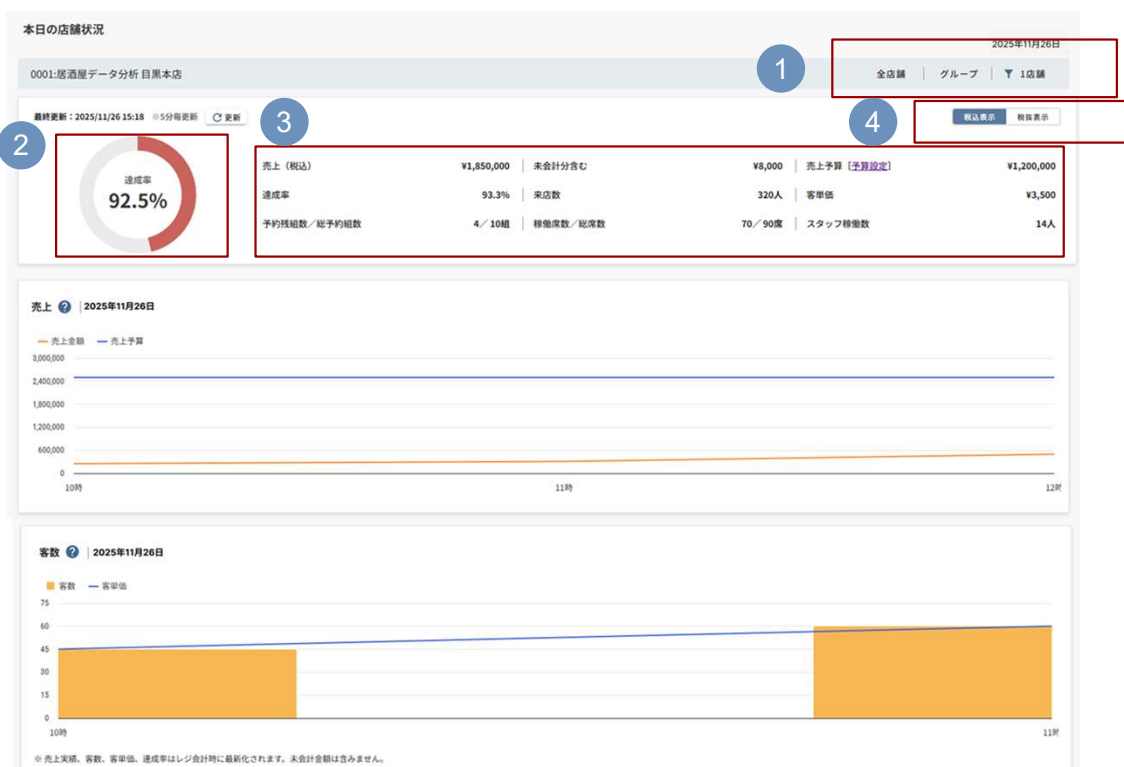 本日の店舗状況
2025年11月26日
1
0001:居酒屋データ分析 目黒本店
全店舗 グループ 1店舗
最終更新：2025/11/26 15:18 ※5分毎更新 更新
3
4
税込表示 税抜表示
2
達成率
92.5%
売上（税込） ¥1,850,000 未会計分含む ¥8,000 売上予算［予算設定］ ¥1,200,000
達成率 93.3% 来店数 320人 客単価 ¥3,500
予約残組数／総予約組数 4／10組 稼働席数／総席数 70／90席 スタッフ稼働数 14人
売上 ? 2025年11月26日
売上金額 売上予算
3,000,000
2,400,000
1,800,000
1,200,000
600,000
0
10時 11時 12時
客数 ? 2025年11月26日
客数 客単価
75
60
45
30
15
0
10時 11時
※ 売上実績、客数、客単価、達成率はレジ会計時に最新化されます。未会計金額は含みません。